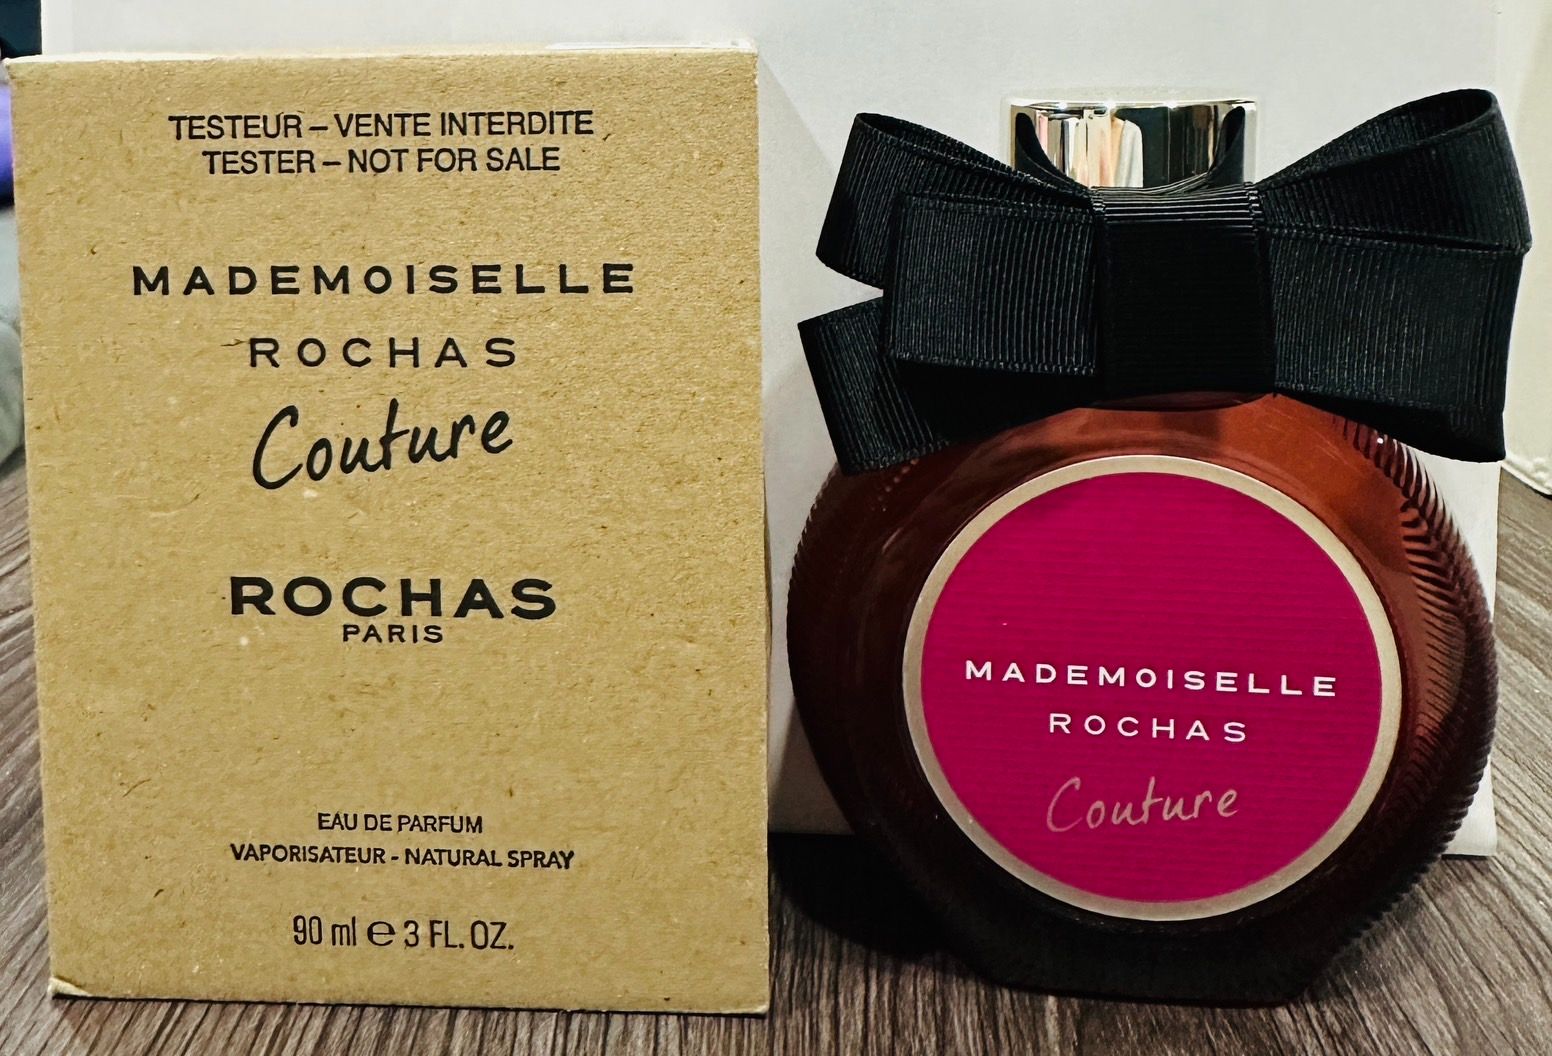 TESTEUR – VENTE INTERDITE
TESTER – NOT FOR SALE
MADEMOISELLE
ROCHAS
Couture
ROCHAS
PARIS
EAU DE PARFUM
VAPORISATEUR - NATURAL SPRAY
90 ml ℮ 3 FL. OZ.
MADEMOISELLE
ROCHAS
Couture